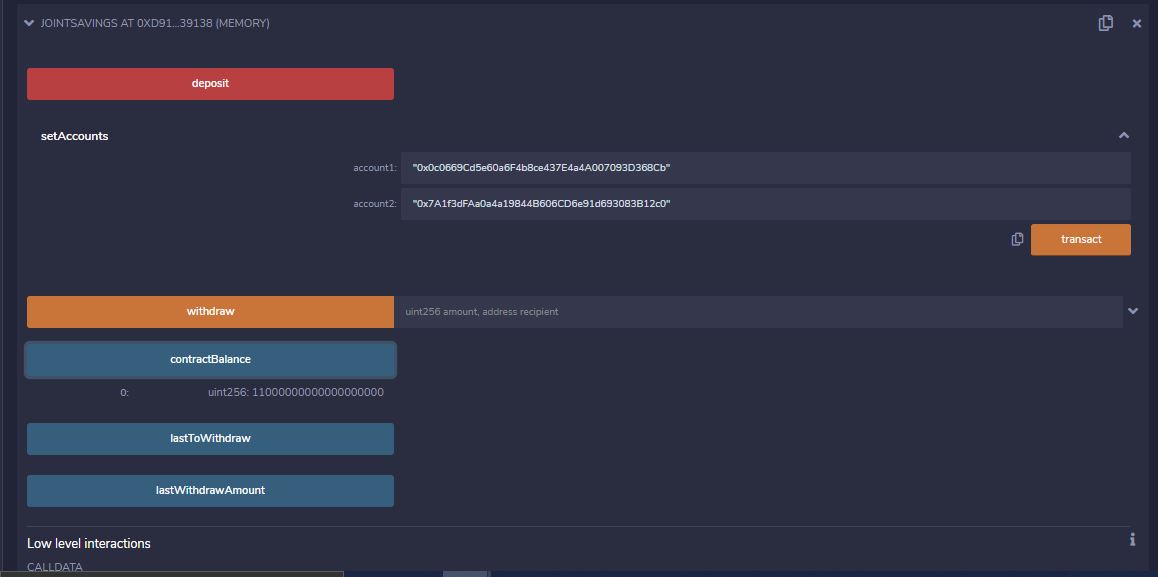 JOINTSAVINGS AT 0XD91...39138 (MEMORY)
deposit
setAccounts
account1: "0x0c0669Cd5e60a6F4b8ce437E4a4A007093D368Cb"
account2: "0x7A1f3dFAa0a4a19844B606CD6e91d693083B12c0"
transact
withdraw uint256 amount, address recipient
contractBalance
0: uint256: 11000000000000000000
lastToWithdraw
lastWithdrawAmount
Low level interactions
CALLDATA